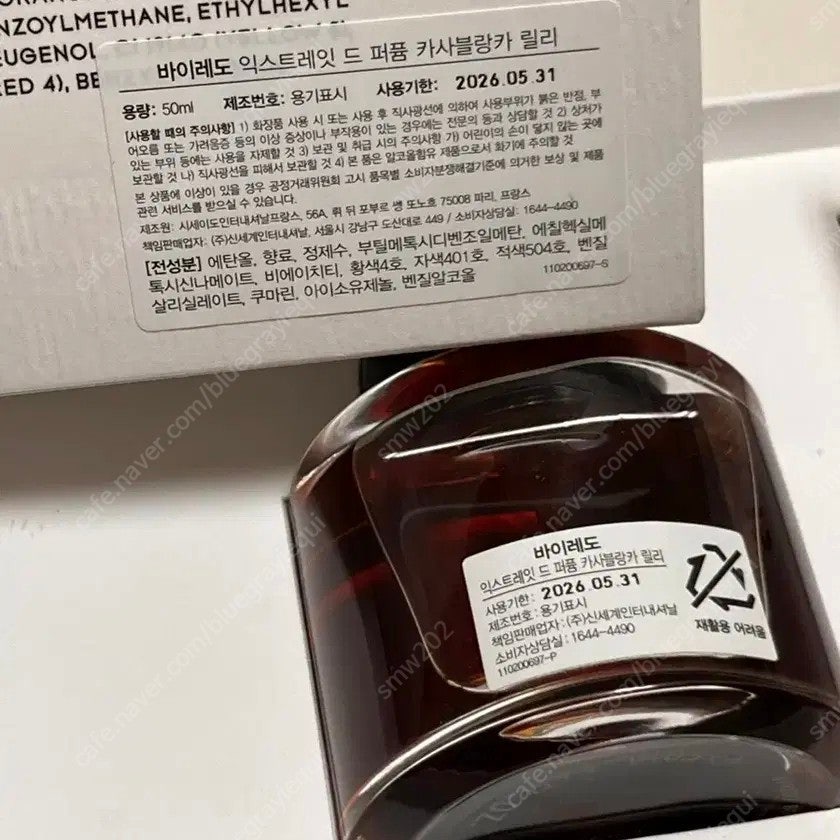 NZOYLMETHANE, ETHYLHEXYL
EUGENOL,
ED 4), BE
바이레도 익스트레잇 드 퍼퓸 카사블랑카 릴리
용량: 50ml 제조번호: 용기표시 사용기한: 2026.05.31
[사용할 때의 주의사항] 1) 화장품 사용 시 또는 사용 후 직사광선에 의하여 사용부위가 붉은 반점, 부
어오름 또는 가려움증 등의 이상 증상이나 부작용이 있는 경우에는 전문의 등과 상담할 것 2) 상처가
있는 부위 등에는 사용을 자제할 것 3) 보관 및 취급 시의 주의사항 가) 어린이의 손이 닿지 않는 곳에
보관할 것 나) 직사광선을 피해서 보관할 것 4) 본 품은 알코올함유 제품으로서 화기에 주의할 것
본 상품에 이상이 있을 경우 공정거래위원회 고시 품목별 소비자분쟁해결기준에 의거한 보상 및 제품
관련 서비스를 받으실 수 있습니다.
제조원: 시세이도인터내셔날프랑스, 56A, 뤼 뒤 포부르 쌩 또노호 75008 파리, 프랑스
책임판매업자: (주)신세계인터내셔날, 서울시 강남구 도산대로 449 / 소비자상담실: 1644-4490
[전성분] 에탄올, 향료, 정제수, 부틸메톡시디벤조일메탄, 에칠헥실메
톡시신나메이트, 비에이치티, 황색4호, 자색401호, 적색504호, 벤질
살리실레이트, 쿠마린, 아이소유제놀, 벤질알코올
110200697-S
바이레도
익스트레잇 드 퍼퓸 카사블랑카 릴리
사용기한: 2026.05.31
제조번호: 용기표시
책임판매업자: (주)신세계인터내셔날
소비자상담실: 1644-4490
110200697-P
재활용 어려움
cafe.naver.com/bluegraylequi
smw202